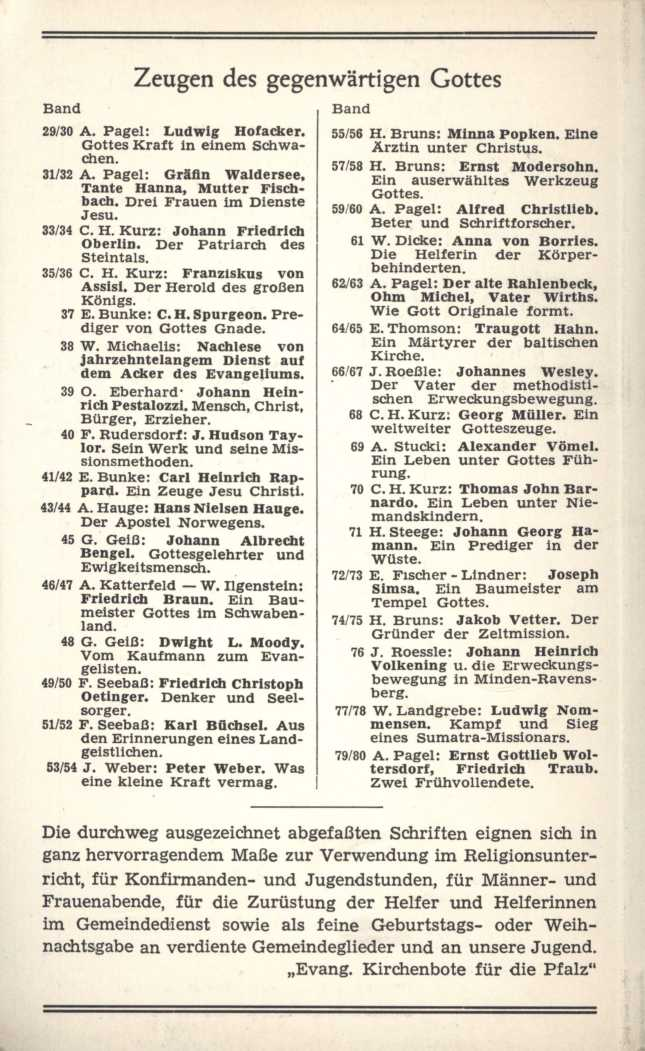 Zeugen des gegenwärtigen Gottes
Band
29/30 A. Pagel: Ludwig Hofacker.
Gottes Kraft in einem Schwa-
chen.
31/32 A. Pagel: Gräfin Waldersee,
Tante Hanna, Mutter Fisch-
bach. Drei Frauen im Dienste
Jesu.
33/34 C. H. Kurz: Johann Friedrich
Oberlin. Der Patriarch des
Steintals.
35/36 C. H. Kurz: Franziskus von
Assisi. Der Herold des großen
Königs.
37 E. Bunke: C. H. Spurgeon. Pre-
diger von Gottes Gnade.
38 W. Michaelis: Nachlese von
jahrzehntelangem Dienst auf
dem Acker des Evangeliums.
39 O. Eberhard: Johann Hein-
rich Pestalozzi. Mensch, Christ,
Bürger, Erzieher.
40 F. Rudersdorf: J. Hudson Tay-
lor. Sein Werk und seine Mis-
sionsmethoden.
41/42 E. Bunke: Carl Heinrich Rap-
pard. Ein Zeuge Jesu Christi.
43/44 A. Hauge: Hans Nielsen Hauge.
Der Apostel Norwegens.
45 G. Geiß: Johann Albrecht
Bengel. Gottesgelehrter und
Ewigkeitsmensch.
46/47 A. Katterfeld — W. Ilgenstein:
Friedrich Braun. Ein Bau-
meister Gottes im Schwaben-
land.
48 G. Geiß: Dwight L. Moody.
Vom Kaufmann zum Evan-
gelisten.
49/50 F. Seebaß: Friedrich Christoph
Oetinger. Denker und Seel-
sorger.
51/52 F. Seebaß: Karl Büchsel. Aus
den Erinnerungen eines Land-
geistlichen.
53/54 J. Weber: Peter Weber. Was
eine kleine Kraft vermag.
Band
55/56 H. Bruns: Minna Popken. Eine
Ärztin unter Christus.
57/58 H. Bruns: Ernst Modersohn.
Ein auserwähltes Werkzeug
Gottes.
59/60 A. Pagel: Alfred Christlieb.
Beter und Schriftforscher.
61 W. Dicke: Anna von Borries.
Die Helferin der Körper-
behinderten.
62/63 A. Pagel: Der alte Rahlenbeck,
Ohm Michel, Vater Wirths.
Wie Gott Originale formt.
64/65 E. Thomson: Traugott Hahn.
Ein Märtyrer der baltischen
Kirche.
66/67 J. Roeßle: Johannes Wesley.
Der Vater der methodisti-
schen Erweckungsbewegung.
68 C. H. Kurz: Georg Müller. Ein
weltweiter Gotteszeuge.
69 A. Stucki: Alexander Vömel.
Ein Leben unter Gottes Füh-
rung.
70 C. H. Kurz: Thomas John Bar-
nardo. Ein Leben unter Nie-
mandskindern.
71 H. Steege: Johann Georg Ha-
mann. Ein Prediger in der
Wüste.
72/73 E. Fischer - Lindner: Joseph
Simsa. Ein Baumeister am
Tempel Gottes.
74/75 H. Bruns: Jakob Vetter. Der
Gründer der Zeltmission.
76 J. Roessle: Johann Heinrich
Volkening u. die Erweckungs-
bewegung in Minden-Ravens-
berg.
77/78 W. Landgrebe: Ludwig Nom-
mensen. Kampf und Sieg
eines Sumatra-Missionars.
79/80 A. Pagel: Ernst Gottlieb Wol-
tersdorf, Friedrich Traub.
Zwei Frühvollendete.
Die durchweg ausgezeichnet abgefaßten Schriften eignen sich in
ganz hervorragendem Maße zur Verwendung im Religionsunter-
richt, für Konfirmanden- und Jugendstunden, für Männer- und
Frauenabende, für die Zurüstung der Helfer und Helferinnen
im Gemeindedienst sowie als feine Geburtstags- oder Weih-
nachtsgabe an verdiente Gemeindeglieder und an unsere Jugend.
„Evang. Kirchenbote für die Pfalz"